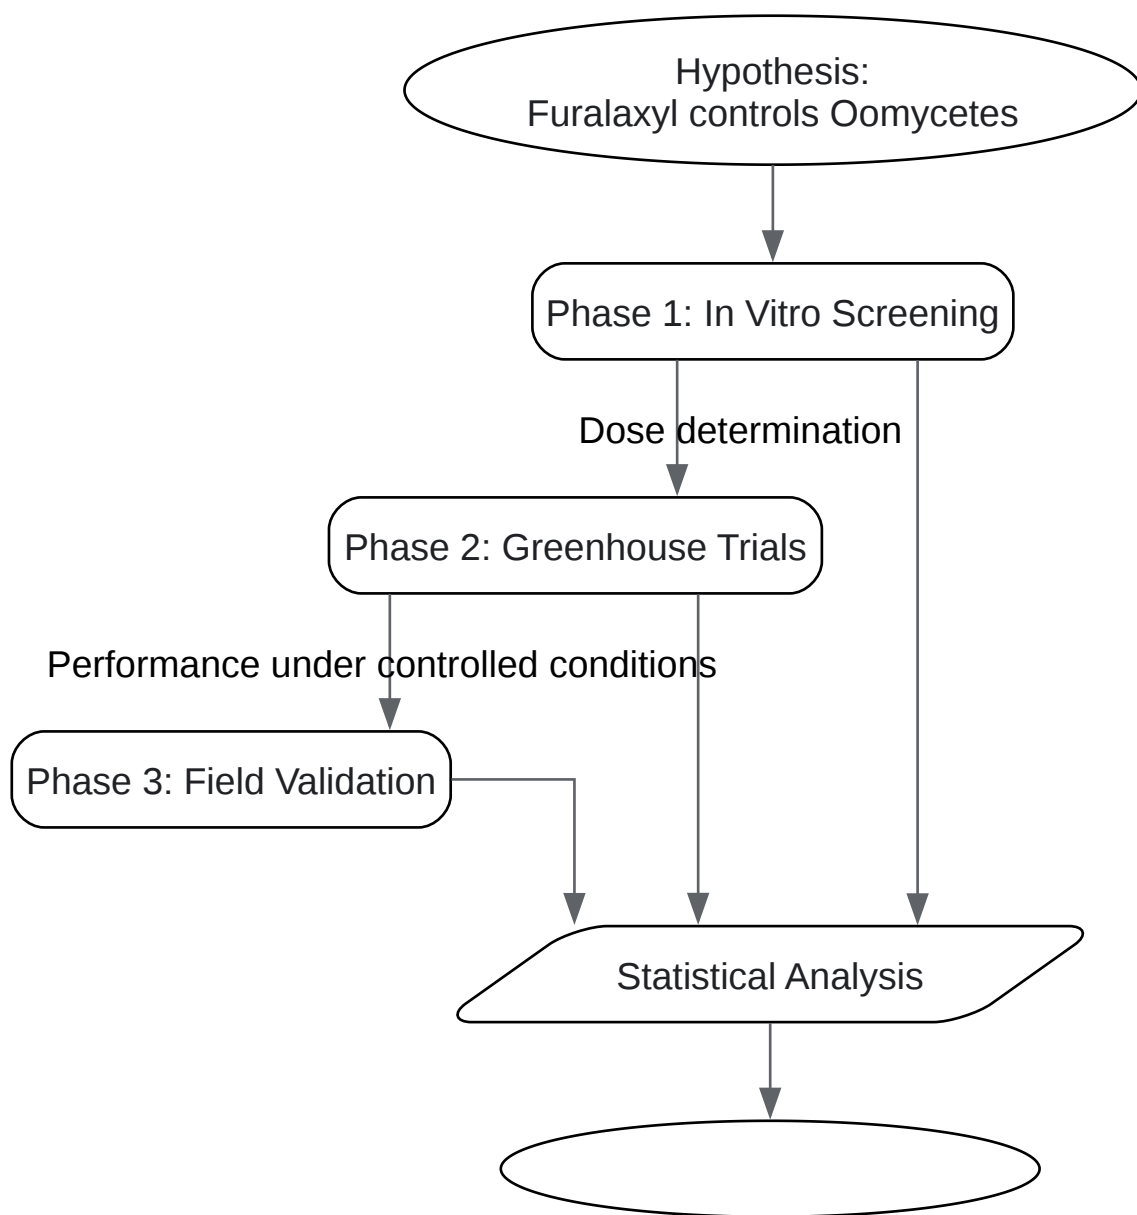 Hypothesis:
Furalaxyl controls Oomycetes
Phase 1: In Vitro Screening
Dose determination
Phase 2: Greenhouse Trials
Performance under controlled conditions
Phase 3: Field Validation
Statistical Analysis